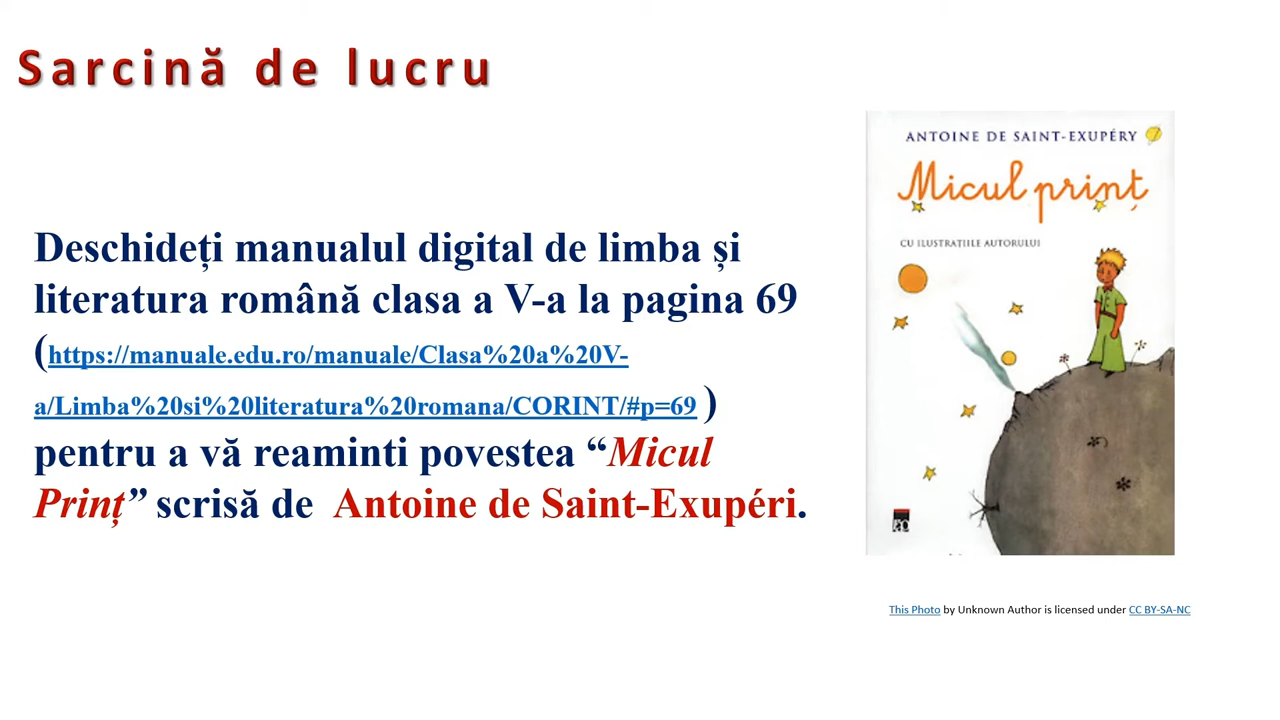 Sarcină de lucru
Deschideți manualul digital de limba și
literatura română clasa a V-a la pagina 69
(https://manuale.edu.ro/manuale/Clasa%20a%20V-
a/Limba%20si%20literatura%20romana/CORINT/#p=69 )
pentru a vă reaminti povestea “Micul
Prinț” scrisă de Antoine de Saint-Exupéri.
ANTOINE DE SAINT-EXUPÉRY
Micul prinț
CU ILUSTRAȚIILE AUTORULUI
This Photo by Unknown Author is licensed under CC BY-SA-NC